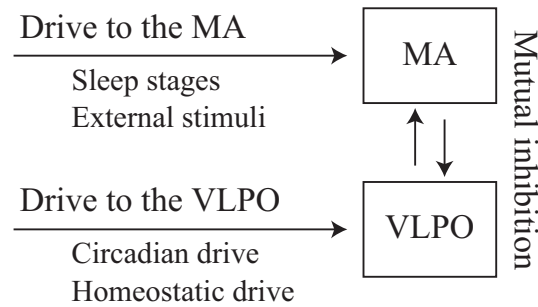 Drive to the MA
Sleep stages
External stimuli
MA
Mutual inhibition
Drive to the VLPO
Circadian drive
Homeostatic drive
VLPO